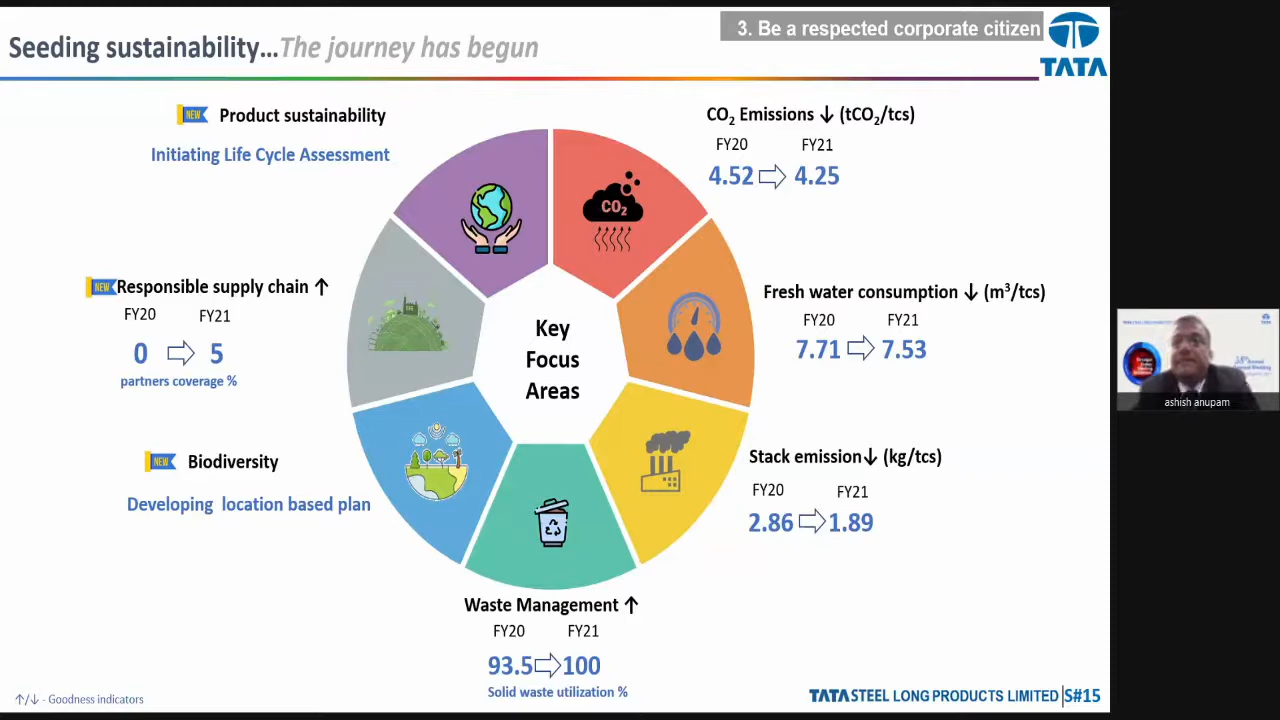 3. Be a respected corporate citizen
Seeding sustainability...The journey has begun
TATA
NEW Product sustainability
Initiating Life Cycle Assessment
CO₂ Emissions ↓ (tCO₂/tcs)
FY20 FY21
4.52 ⇨ 4.25
CO₂
NEW Responsible supply chain ↑
FY20 FY21
0 ⇨ 5
partners coverage %
Fresh water consumption ↓ (m³/tcs)
FY20 FY21
7.71 ⇨ 7.53
Key
Focus
Areas
ashish anupam
NEW Biodiversity
Developing location based plan
Stack emission↓ (kg/tcs)
FY20 FY21
2.86 ⇨ 1.89
Waste Management ↑
FY20 FY21
93.5 ⇨ 100
Solid waste utilization %
↑/↓ - Goodness indicators
TATA STEEL LONG PRODUCTS LIMITED |S#15